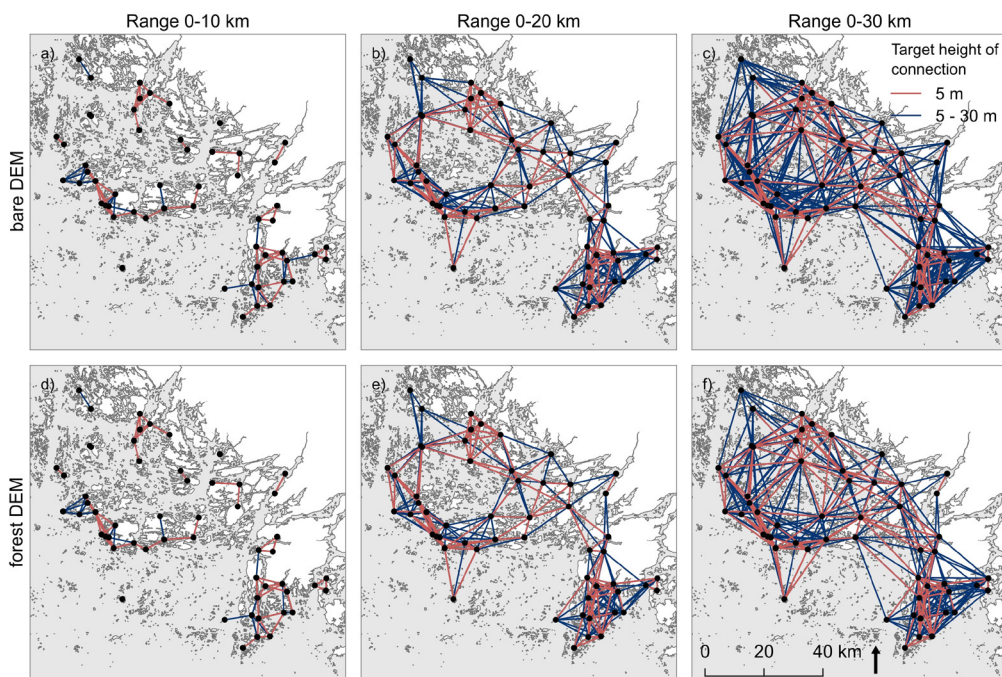 Range 0-10 km
Range 0-20 km
Range 0-30 km
bare DEM
a)
b)
c)
Target height of
connection
5 m
5 - 30 m
forest DEM
d)
e)
f)
0 20 40 km